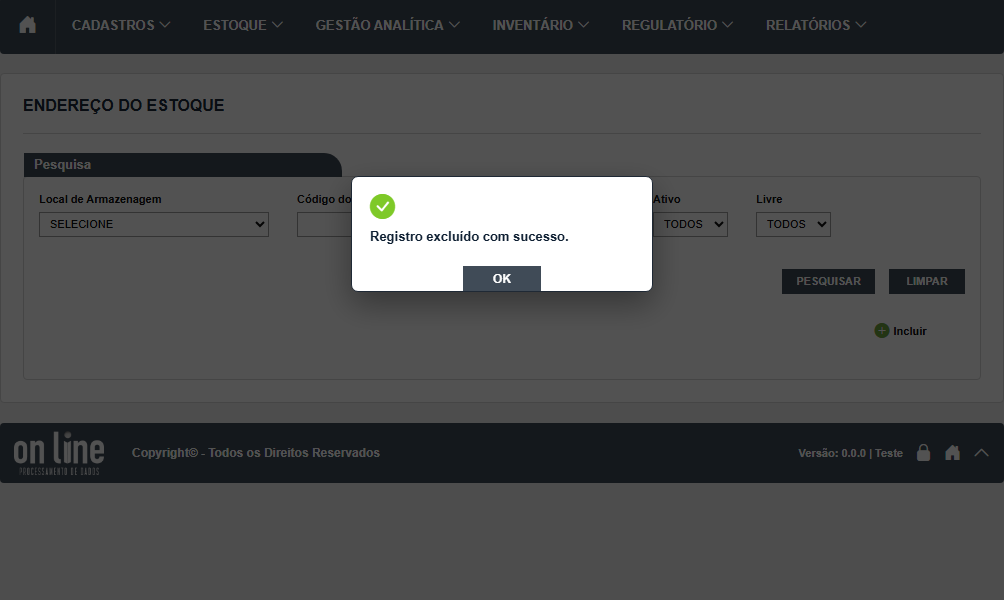 CADASTROS ESTOQUE GESTÃO ANALÍTICA INVENTÁRIO REGULATÓRIO RELATÓRIOS
ENDEREÇO DO ESTOQUE
Pesquisa
Local de Armazenagem Código do Ativo Livre
SELECIONE TODOS TODOS
Registro excluído com sucesso.
OK
PESQUISAR LIMPAR
Incluir
on line
PROCESSAMENTO DE DADOS
Copyright© - Todos os Direitos Reservados
Versão: 0.0.0 | Teste